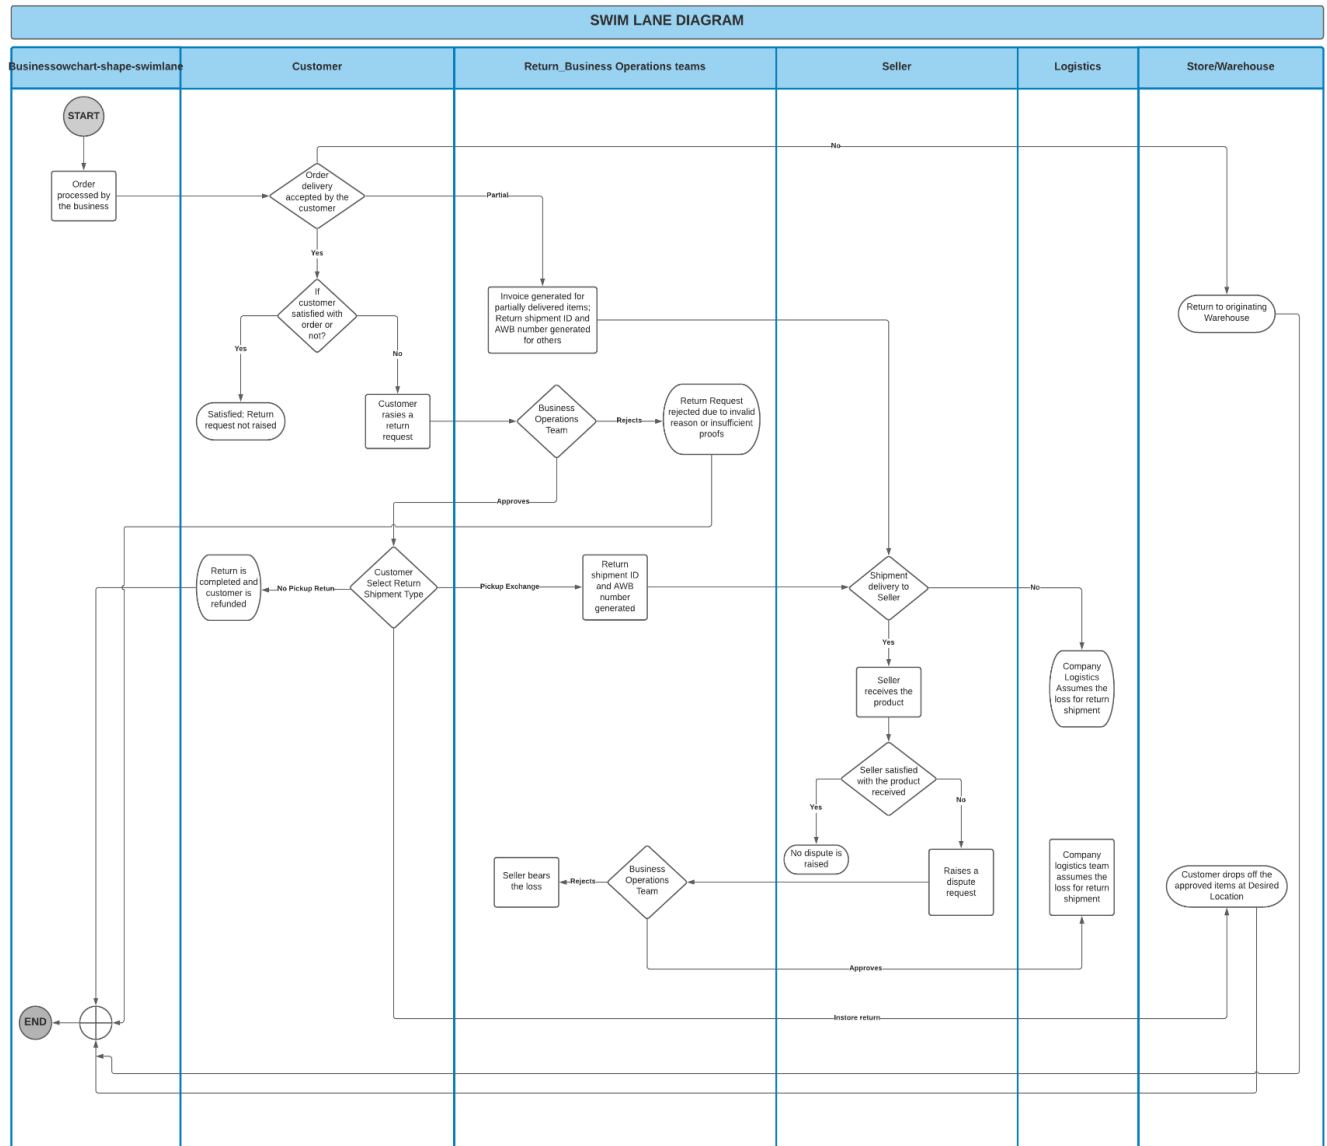 SWIM LANE DIAGRAM
Businessowchart-shape-swimlane
Customer
Return_Business Operations teams
Seller
Logistics
Store/Warehouse
START
Order
processed by
the business
Order
delivery
accepted by the
customer
No
Partial
Yes
If
customer
satisfied with
order or
not?
Invoice generated for
partially delivered items;
Return shipment ID and
AWB number generated
for others
Return to originating
Warehouse
Yes
No
Satisfied; Return
request not raised
Customer
rasies a
return
request
Business
Operations
Team
Rejects
Return Request
rejected due to invalid
reason or insufficient
proofs
Approves
Return is
completed and
customer is
refunded
No Pickup Retun
Customer
Select Return
Shipment Type
Pickup Exchange
Return
shipment ID
and AWB
number
generated
Shipment
delivery to
Seller
No
Yes
Seller
receives the
product
Company
Logistics
Assumes the
loss for return
shipment
Seller satisfied
with the product
received
Yes
No
No dispute is
raised
Raises a
dispute
request
Business
Operations
Team
Rejects
Seller bears
the loss
Company
logistics team
assumes the
loss for return
shipment
Customer drops off the
approved items at Desired
Location
Approves
Instore return
END